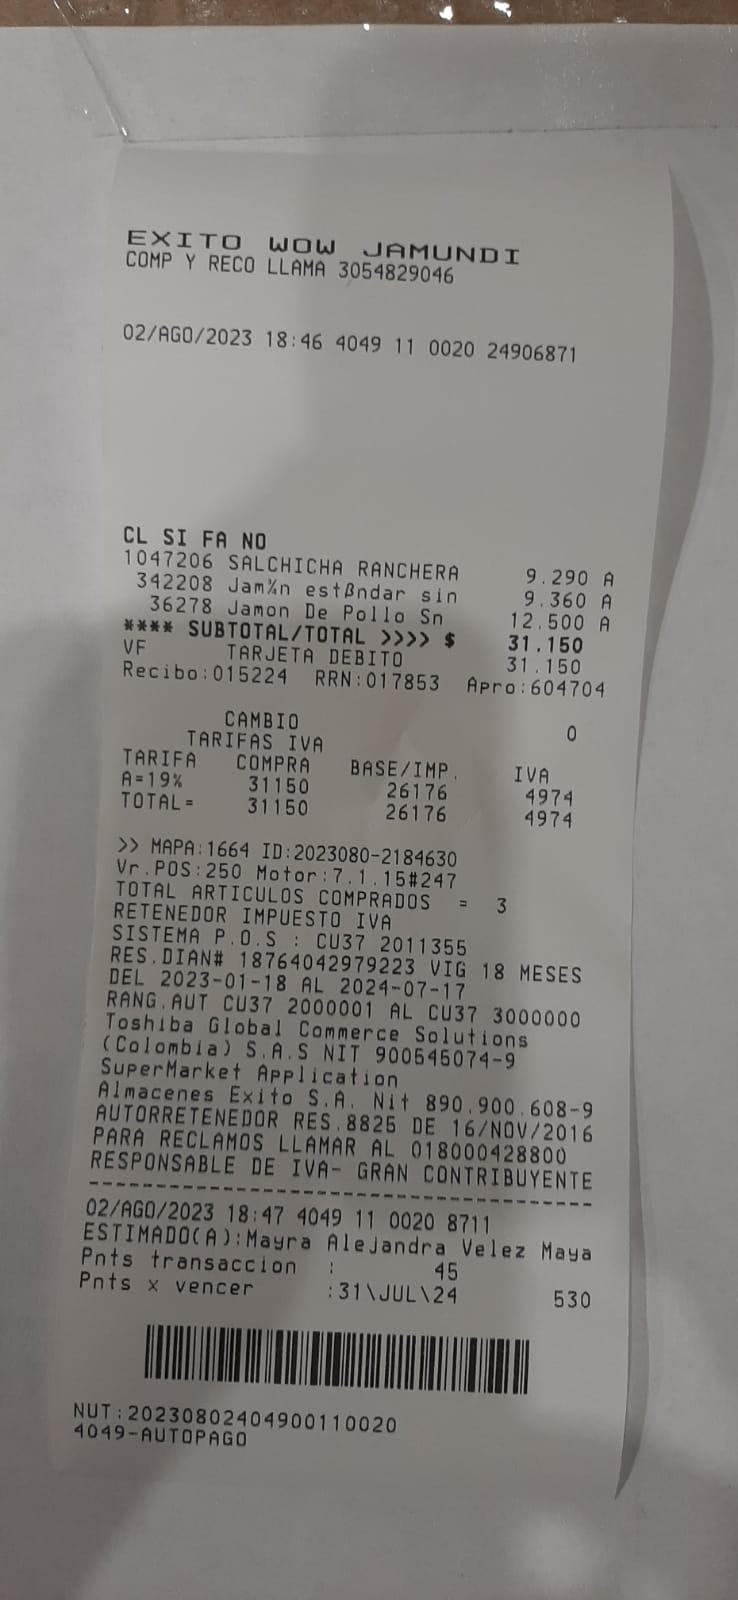 EXITO WOW JAMUNDI
COMP Y RECO LLAMA 3054829046
02/AGO/2023 18:46 4049 11 0020 24906871
CL SI FA NO
1047206 SALCHICHA RANCHERA 9.290 A
342208 Jam%n estßndar sin 9.360 A
36278 Jamon De Pollo Sn 12.500 A
**** SUBTOTAL/TOTAL >>>> $ 31.150
VF TARJETA DEBITO 31.150
Recibo:015224 RRN:017853 Apro:604704
CAMBIO 0
TARIFAS IVA
TARIFA COMPRA BASE/IMP. IVA
A=19% 31150 26176 4974
TOTAL= 31150 26176 4974
>> MAPA:1664 ID:2023080-2184630
Vr.POS:250 Motor:7.1.15#247
TOTAL ARTICULOS COMPRADOS = 3
RETENEDOR IMPUESTO IVA
SISTEMA P.O.S : CU37 2011355
RES.DIAN# 18764042979223 VIG 18 MESES
DEL 2023-01-18 AL 2024-07-17
RANG.AUT CU37 2000001 AL CU37 3000000
Toshiba Global Commerce Solutions
(Colombia) S.A.S NIT 900545074-9
SuperMarket Application
Almacenes Exito S.A. Nit 890.900.608-9
AUTORRETENEDOR RES.8825 DE 16/NOV/2016
PARA RECLAMOS LLAMAR AL 018000428800
RESPONSABLE DE IVA- GRAN CONTRIBUYENTE
--------------------------------------
02/AGO/2023 18:47 4049 11 0020 8711
ESTIMADO(A):Mayra Alejandra Velez Maya
Pnts transaccion : 45
Pnts x vencer :31\JUL\24 530
NUT:20230802404900110020
4049-AUTOPAGO